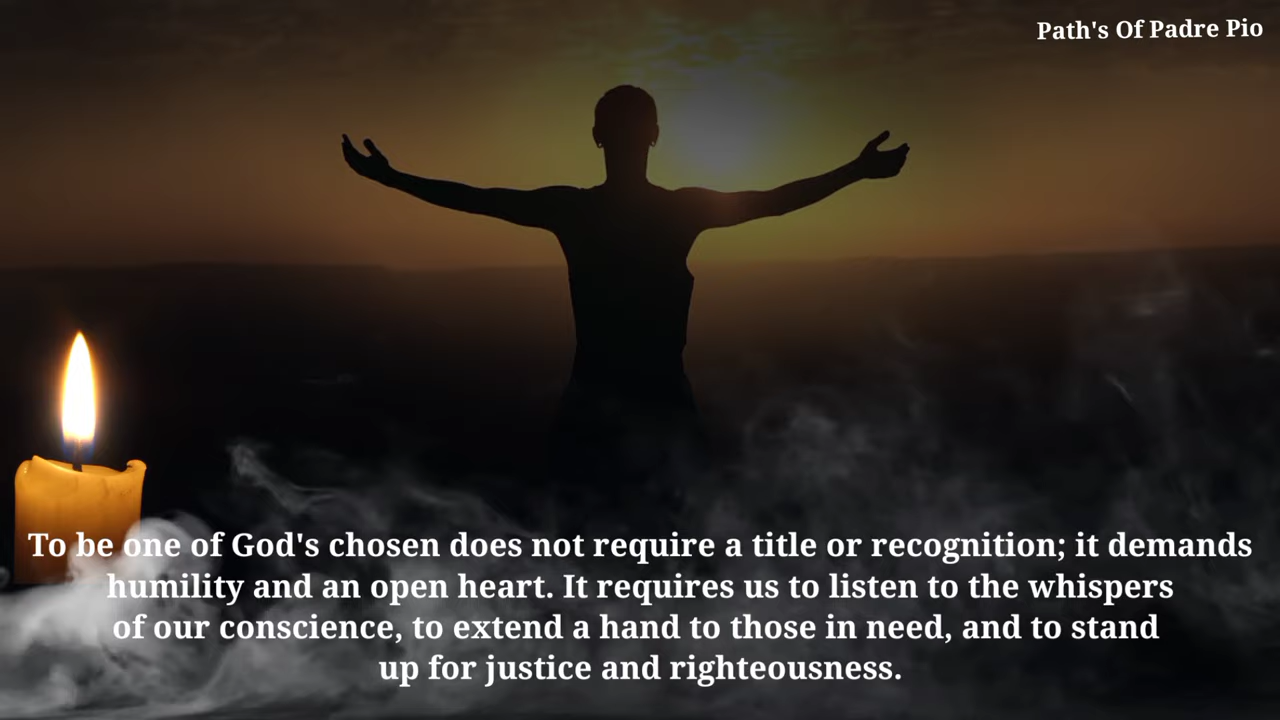 Path's Of Padre Pio
To be one of God's chosen does not require a title or recognition; it demands
humility and an open heart. It requires us to listen to the whispers
of our conscience, to extend a hand to those in need, and to stand
up for justice and righteousness.